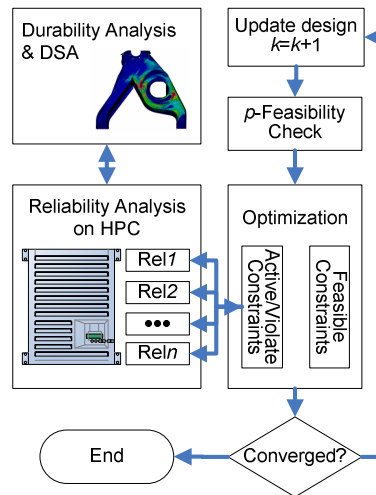 Durability Analysis
& DSA
Update design
k=k+1
p-Feasibility
Check
Reliability Analysis
on HPC
Rel1
Rel2
•••
Reln
Optimization
Active/Violate
Constraints
Feasible
Constraints
End
Converged?